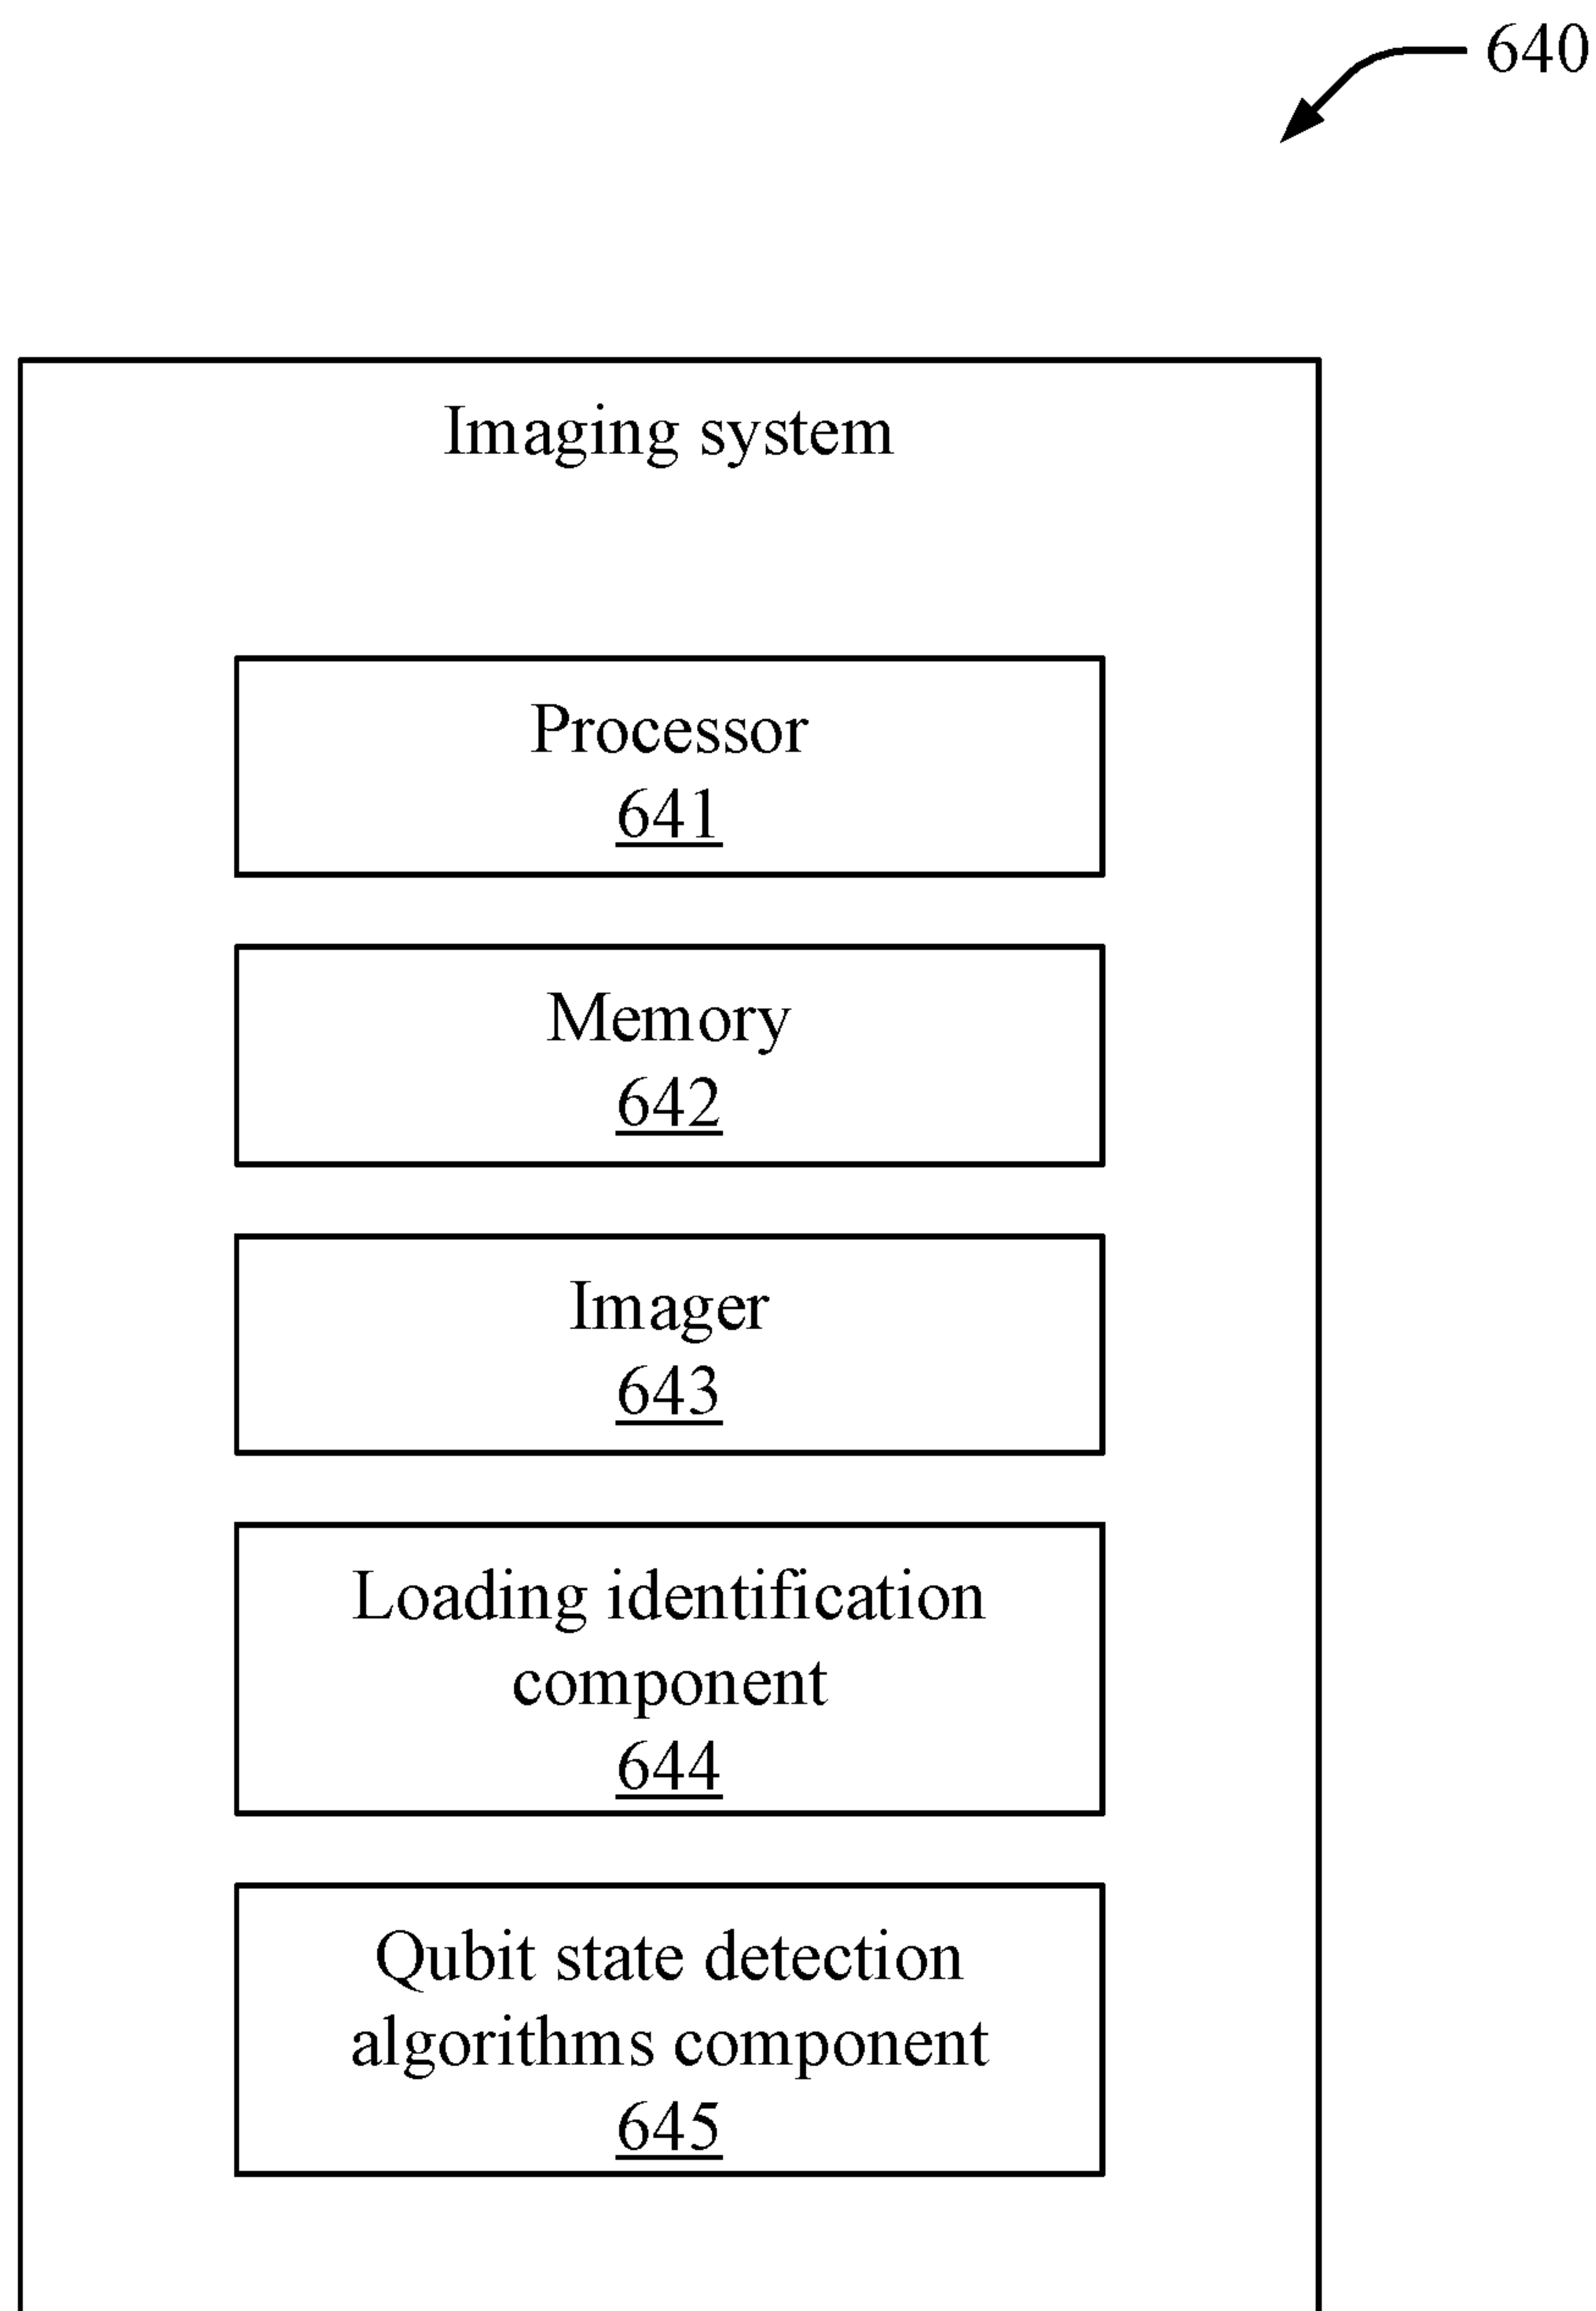 640
Imaging system
Processor
641
Memory
642
Imager
643
Loading identification
component
644
Qubit state detection
algorithms component
645